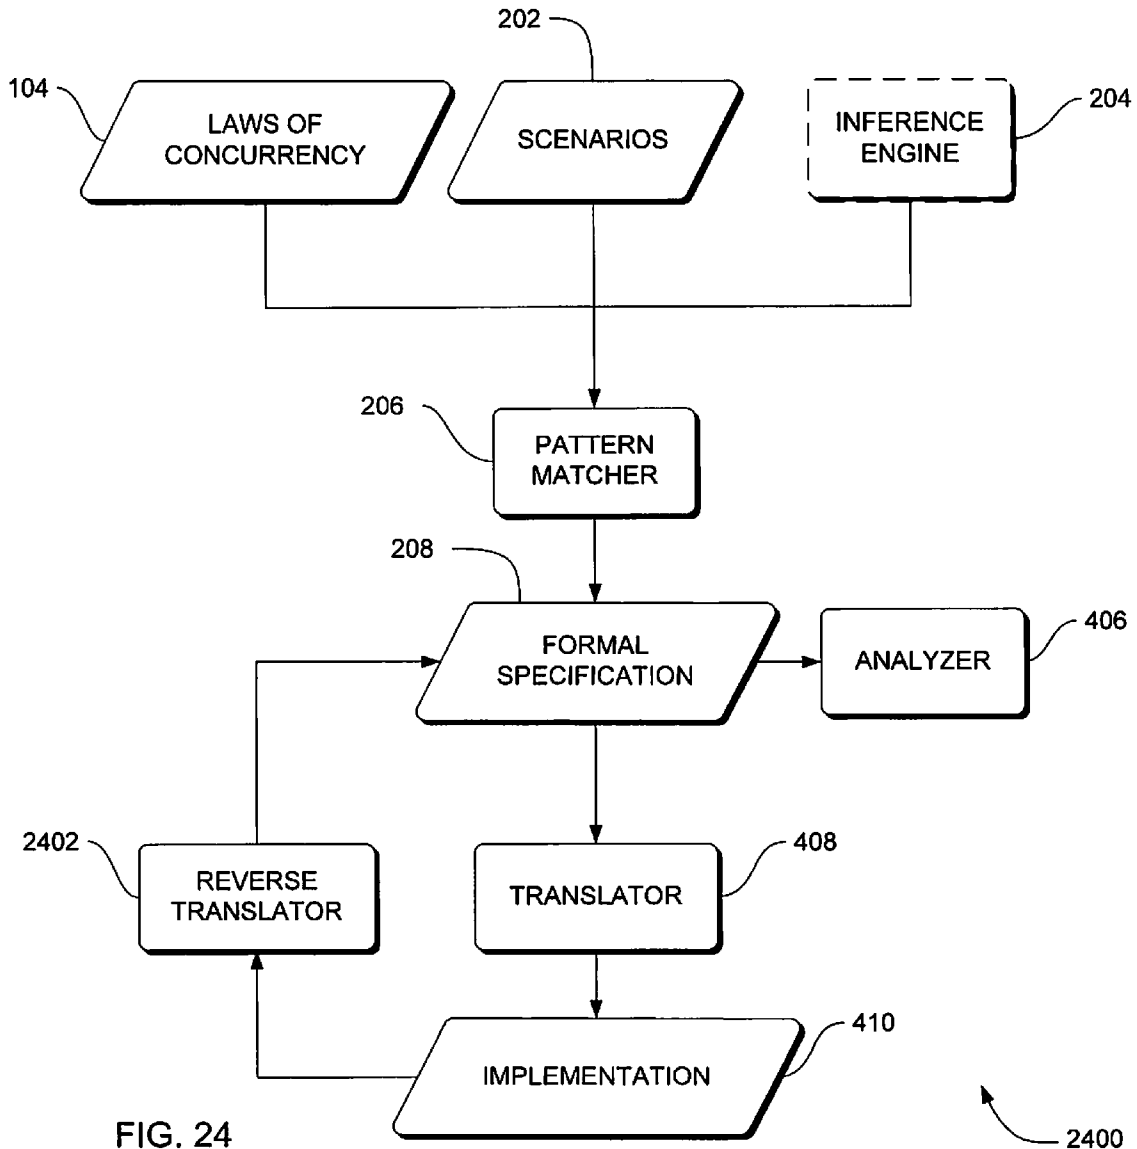 202
104
LAWS OF
CONCURRENCY
SCENARIOS
INFERENCE
ENGINE
204
206
PATTERN
MATCHER
208
FORMAL
SPECIFICATION
ANALYZER
406
2402
REVERSE
TRANSLATOR
TRANSLATOR
408
IMPLEMENTATION
410
FIG. 24
2400